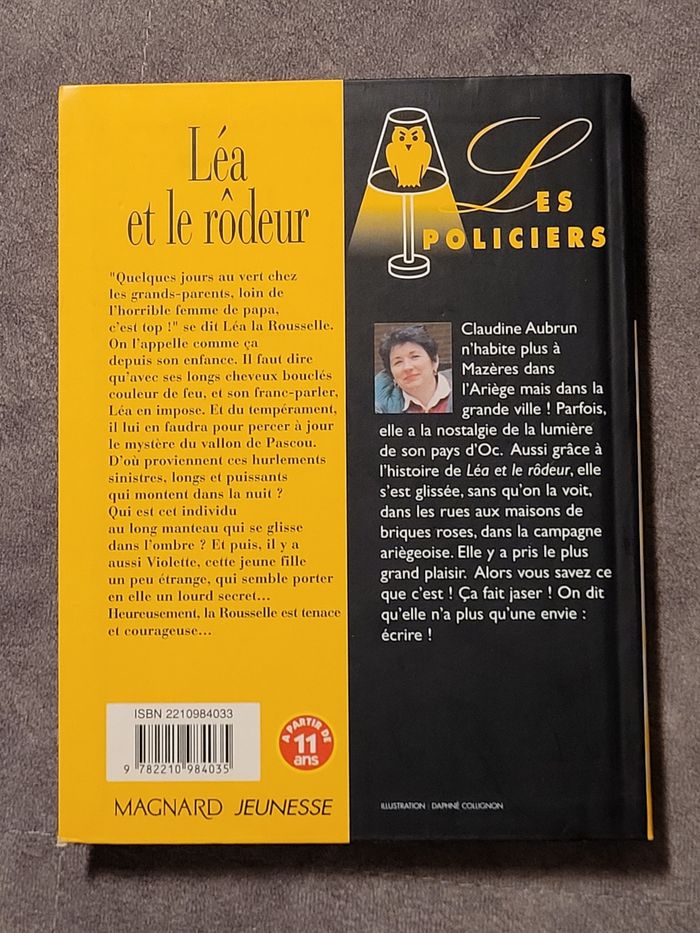 Léa
et le rôdeur
"Quelques jours au vert chez
les grands-parents, loin de
l'horrible femme de papa,
c'est top !" se dit Léa la Rousselle.
On l'appelle comme ça
depuis son enfance. Il faut dire
qu'avec ses longs cheveux bouclés
couleur de feu, et son franc-parler,
Léa en impose. Et du tempérament,
il lui en faudra pour percer à jour
le mystère du vallon de Pascou.
D'où proviennent ces hurlements
sinistres, longs et puissants
qui montent dans la nuit ?
Qui est cet individu
au long manteau qui se glisse
dans l'ombre ? Et puis, il y a
aussi Violette, cette jeune fille
un peu étrange, qui semble porter
en elle un lourd secret...
Heureusement, la Rousselle est tenace
et courageuse...
ISBN 2210984033
9 782210 984035
A PARTIR DE
11
ans
MAGNARD JEUNESSE
LES
POLICIERS
Claudine Aubrun
n'habite plus à
Mazères dans
l'Ariège mais dans la
grande ville ! Parfois,
elle a la nostalgie de la lumière
de son pays d'Oc. Aussi grâce à
l'histoire de Léa et le rôdeur, elle
s'est glissée, sans qu'on la voit,
dans les rues aux maisons de
briques roses, dans la campagne
ariègeoise. Elle y a pris le plus
grand plaisir. Alors vous savez ce
que c'est ! Ça fait jaser ! On dit
qu'elle n'a plus qu'une envie :
écrire !
ILLUSTRATION : DAPHNÉ COLLIGNON